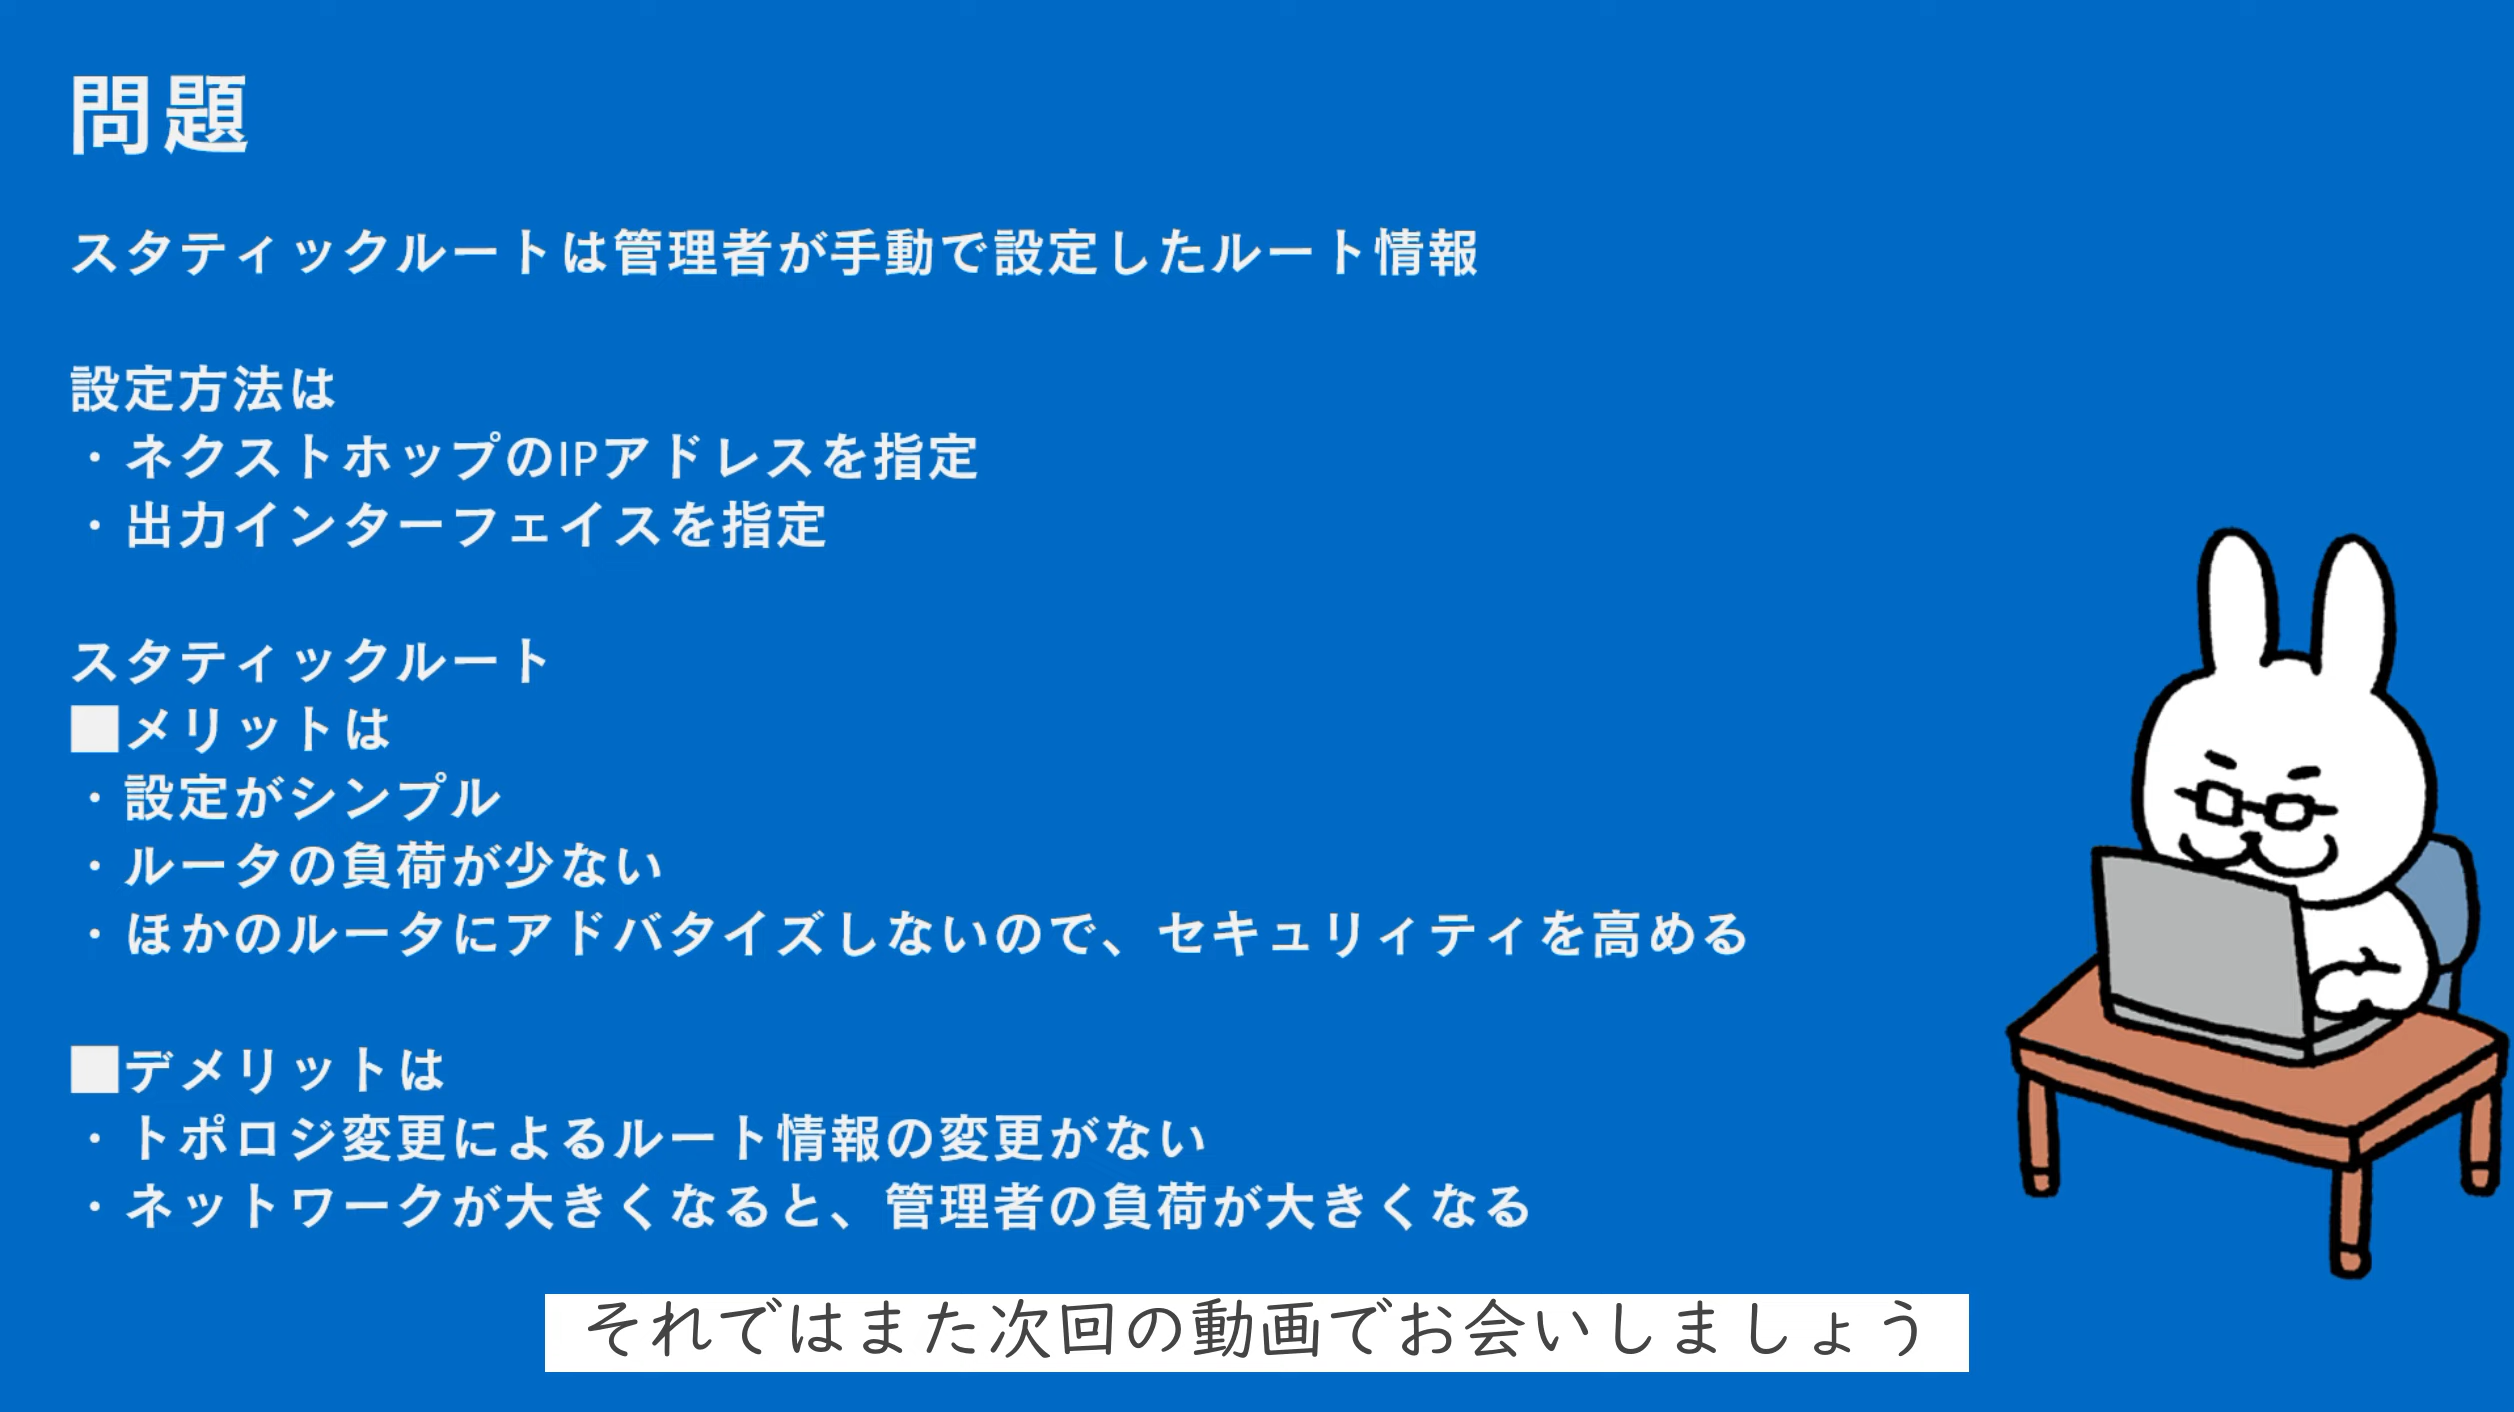 問題
スタティックルートは管理者が手動で設定したルート情報
設定方法は
・ネクストホップのIPアドレスを指定
・出力インターフェイスを指定
スタティックルート
■メリットは
・設定がシンプル
・ルータの負荷が少ない
・ほかのルータにアドバタイズしないので、セキュリィティを高める
■デメリットは
・トポロジ変更によるルート情報の変更がない
・ネットワークが大きくなると、管理者の負荷が大きくなる
それではまた次回の動画でお会いしましょう